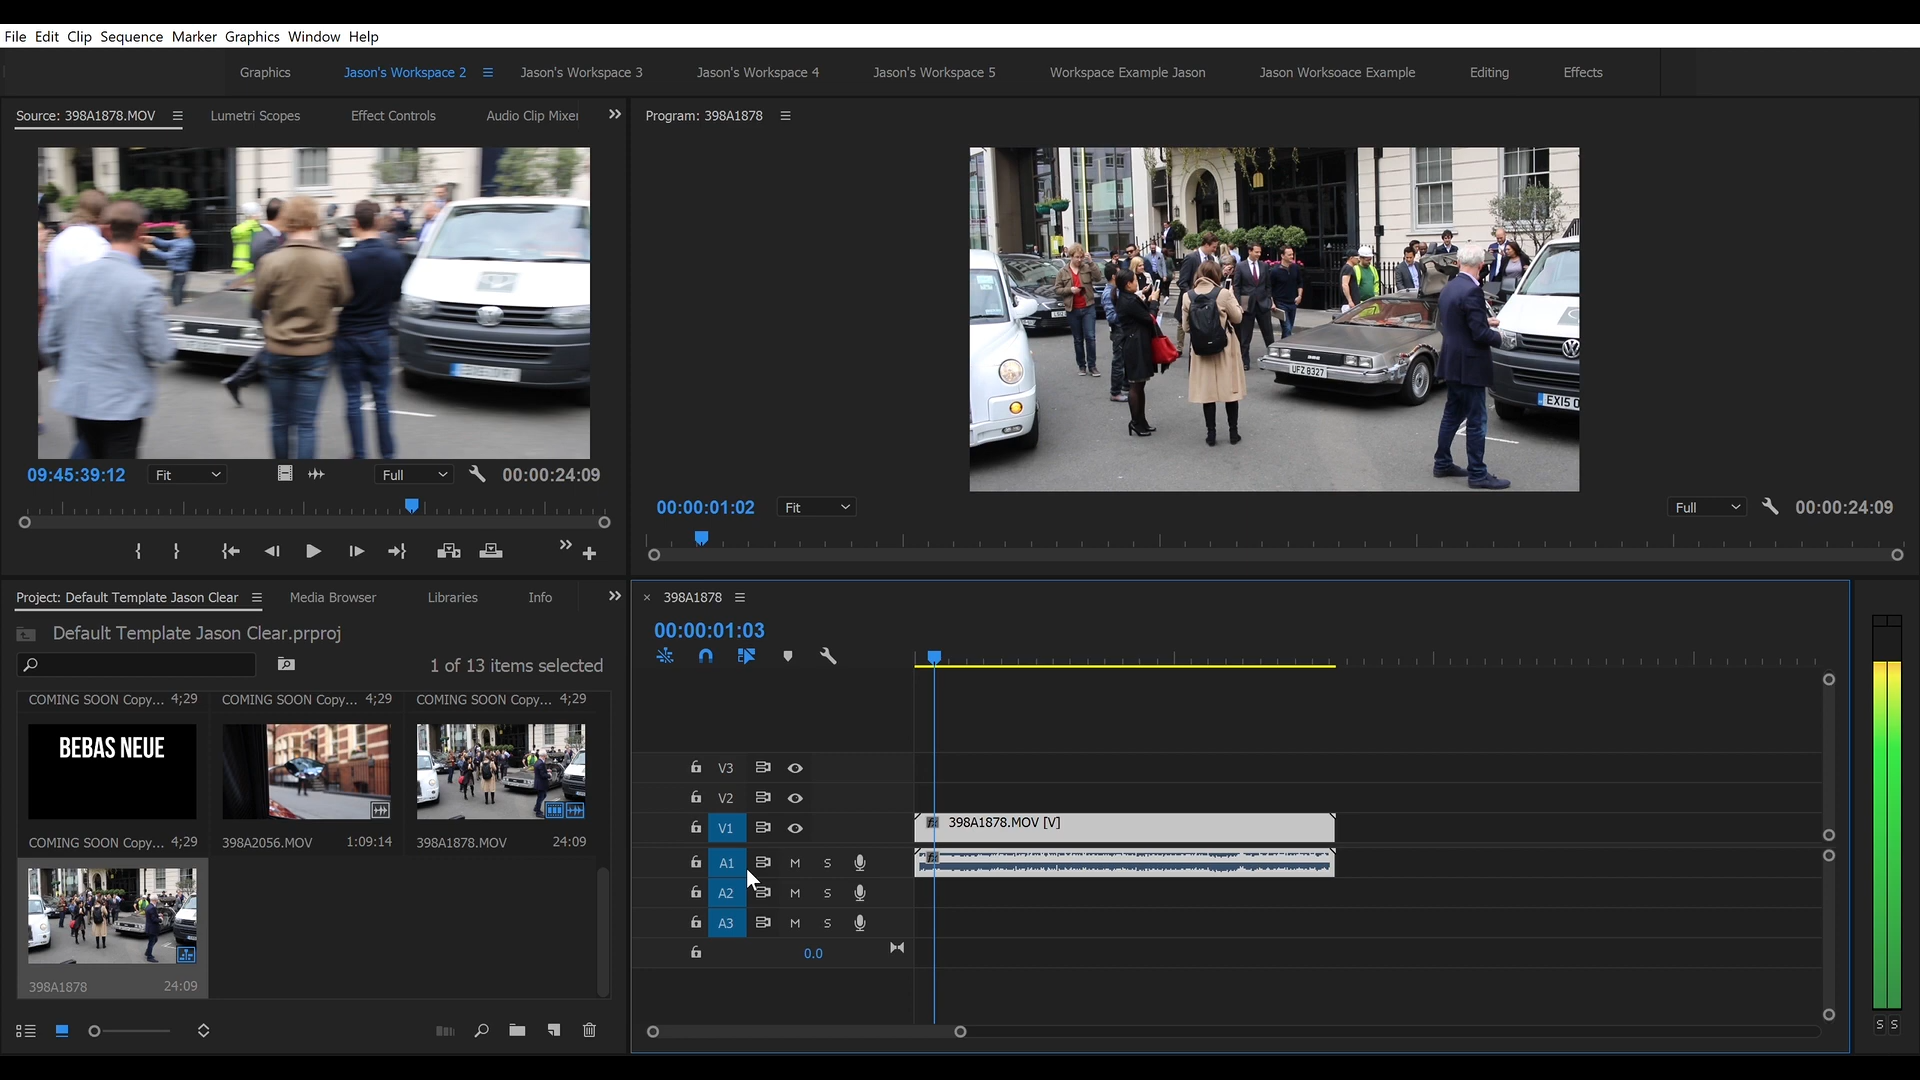 File Edit Clip Sequence Marker Graphics Window Help
Graphics Jason's Workspace 2 Jason's Workspace 3 Jason's Workspace 4 Jason's Workspace 5 Workspace Example Jason Jason Worksoace Example Editing Effects
Source: 398A1878.MOV Lumetri Scopes Effect Controls Audio Clip Mixer
Program: 398A1878
UFZ 8327
EX15 O
09:45:39:12 Fit Full 00:00:24:09
00:00:01:02 Fit Full 00:00:24:09
Project: Default Template Jason Clear Media Browser Libraries Info
Default Template Jason Clear.prproj
1 of 13 items selected
COMING SOON Copy... 4;29 COMING SOON Copy... 4;29 COMING SOON Copy... 4;29
BEBAS NEUE
COMING SOON Copy... 4;29 398A2056.MOV 1:09:14 398A1878.MOV 24:09
398A1878 24:09
× 398A1878
00:00:01:03
V3
V2
V1 fx 398A1878.MOV [V]
A1 M S fx
A2 M S
A3 M S
0.0
S S